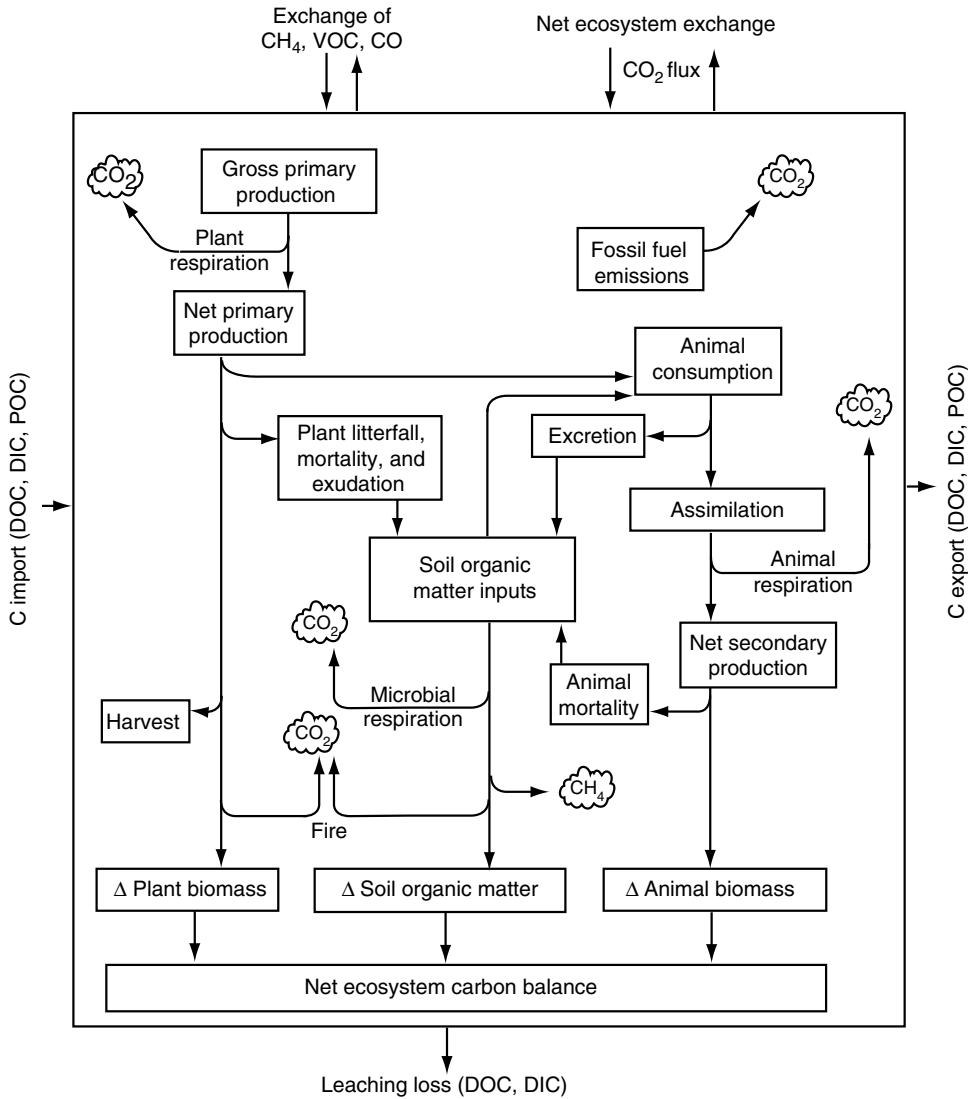 Exchange of
CH4, VOC, CO
Net ecosystem exchange
CO2 flux
CO2
Gross primary
production
CO2
Plant
respiration
Fossil fuel
emissions
Net primary
production
Animal
consumption
CO2
Plant litterfall,
mortality, and
exudation
Excretion
C import (DOC, DIC, POC)
C export (DOC, DIC, POC)
Assimilation
Soil organic
matter inputs
Animal
respiration
CO2
Net secondary
production
Microbial
respiration
Animal
mortality
Harvest
CO2
CH4
Fire
Δ Plant biomass
Δ Soil organic matter
Δ Animal biomass
Net ecosystem carbon balance
Leaching loss (DOC, DIC)